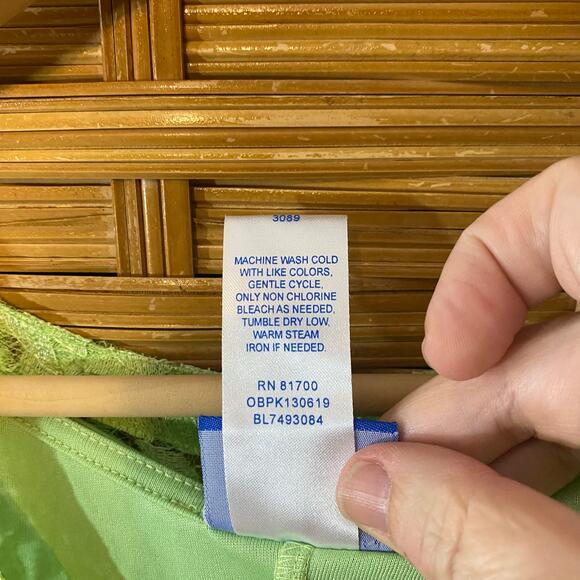 3089
MACHINE WASH COLD
WITH LIKE COLORS,
GENTLE CYCLE,
ONLY NON CHLORINE
BLEACH AS NEEDED,
TUMBLE DRY LOW,
WARM STEAM
IRON IF NEEDED.
RN 81700
OBPK130619
BL7493084